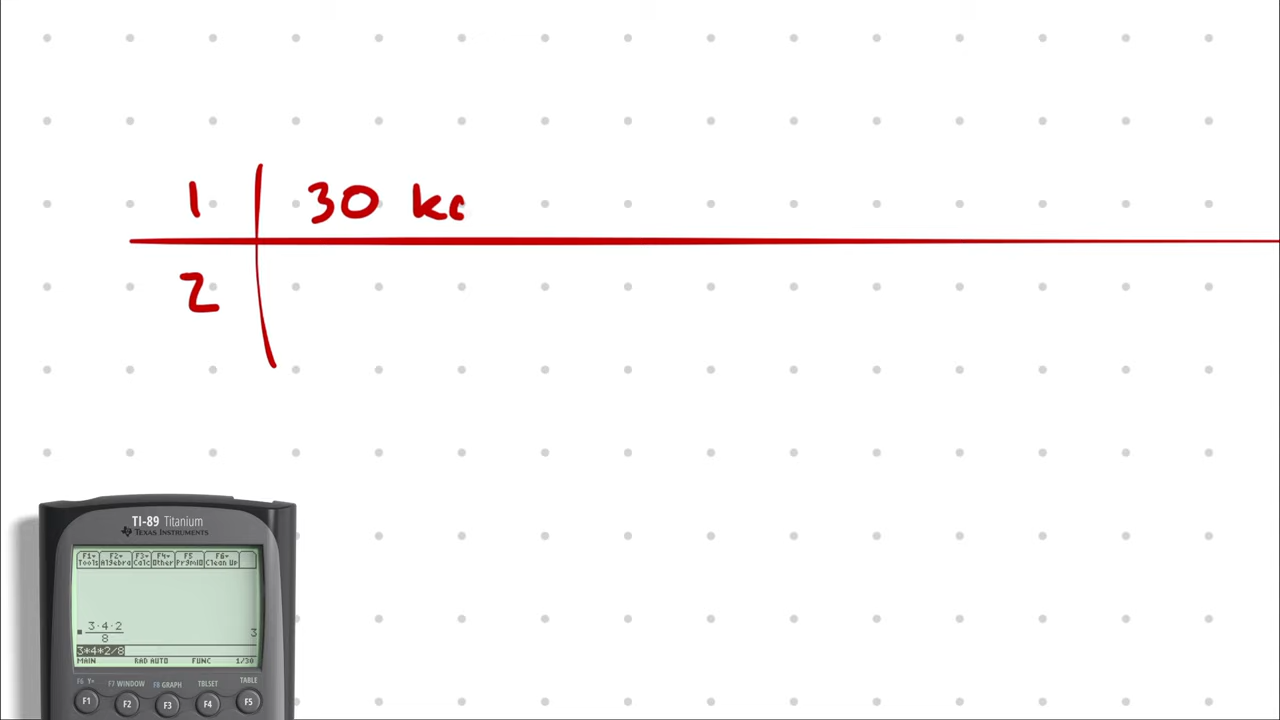 1 30 kc
2
TI-89 Titanium
TEXAS INSTRUMENTS
F1 F2 F3 F4 F5 F6
Tools Algebra Calc Other PrgmIO Clean Up
3·4·2
8
3
3*4*2/8
MAIN RAD AUTO FUNC 1/30
F6 Y= F7 WINDOW F8 GRAPH TBLSET TABLE
F1 F2 F3 F4 F5